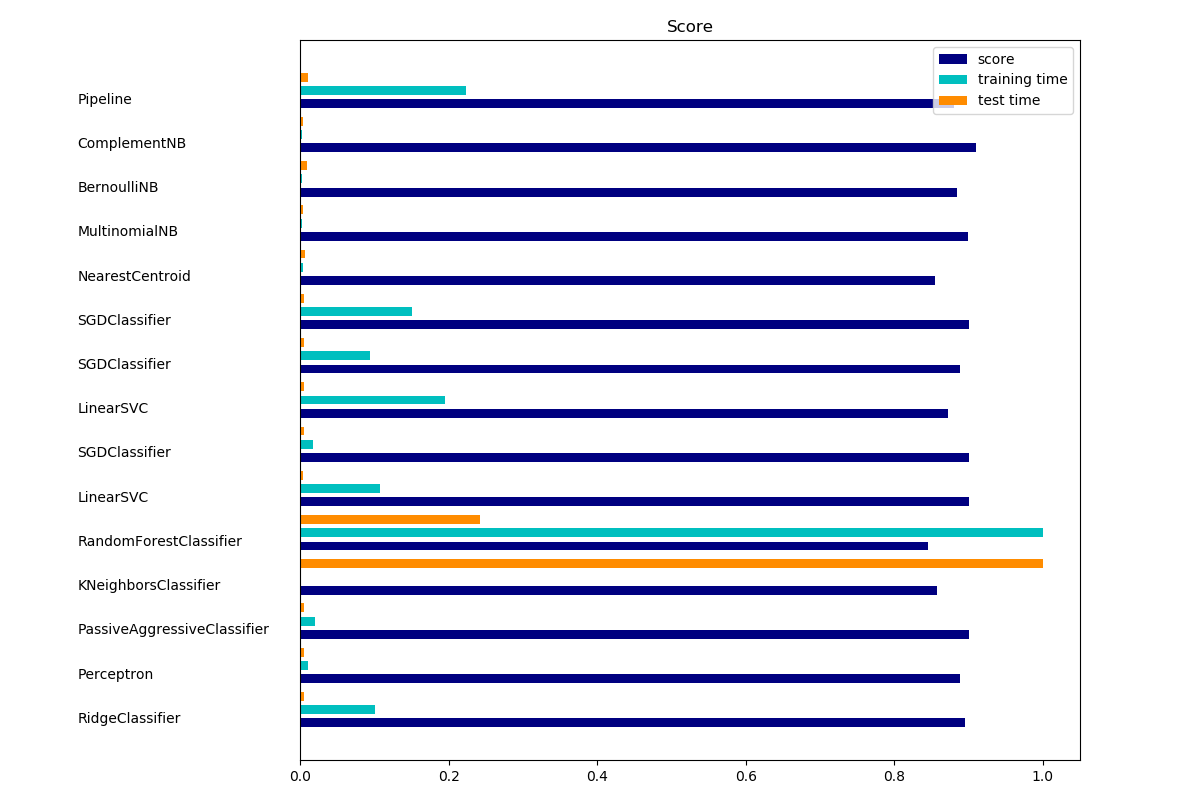 Score
score
training time
test time
Pipeline
ComplementNB
BernoulliNB
MultinomialNB
NearestCentroid
SGDClassifier
SGDClassifier
LinearSVC
SGDClassifier
LinearSVC
RandomForestClassifier
KNeighborsClassifier
PassiveAggressiveClassifier
Perceptron
RidgeClassifier
0.0 0.2 0.4 0.6 0.8 1.0